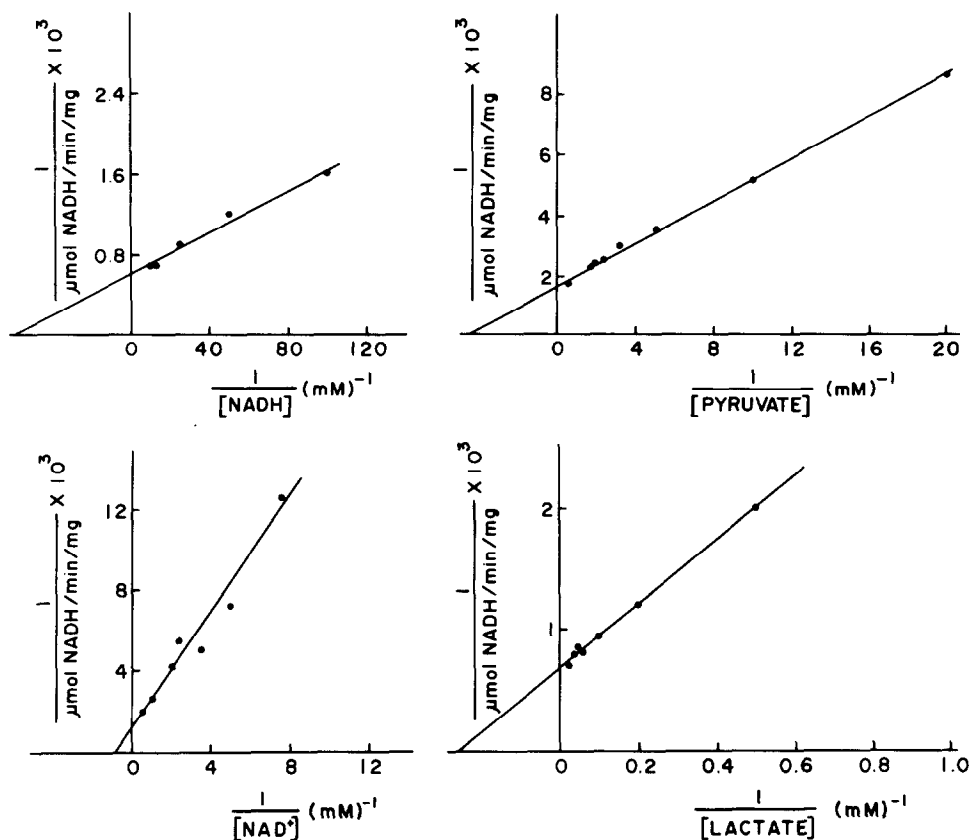 1
μmol NADH/min/mg
X 10³
2.4
1.6
0.8
0 40 80 120
1
[NADH]
(mM)⁻¹
1
μmol NADH/min/mg
X 10³
8
6
4
2
0 4 8 12 16 20
1
[PYRUVATE]
(mM)⁻¹
1
μmol NADH/min/mg
X 10³
12
8
4
0 4 8 12
1
[NAD⁺]
(mM)⁻¹
1
μmol NADH/min/mg
X 10³
2
1
0 0.2 0.4 0.6 0.8 1.0
1
[LACTATE]
(mM)⁻¹